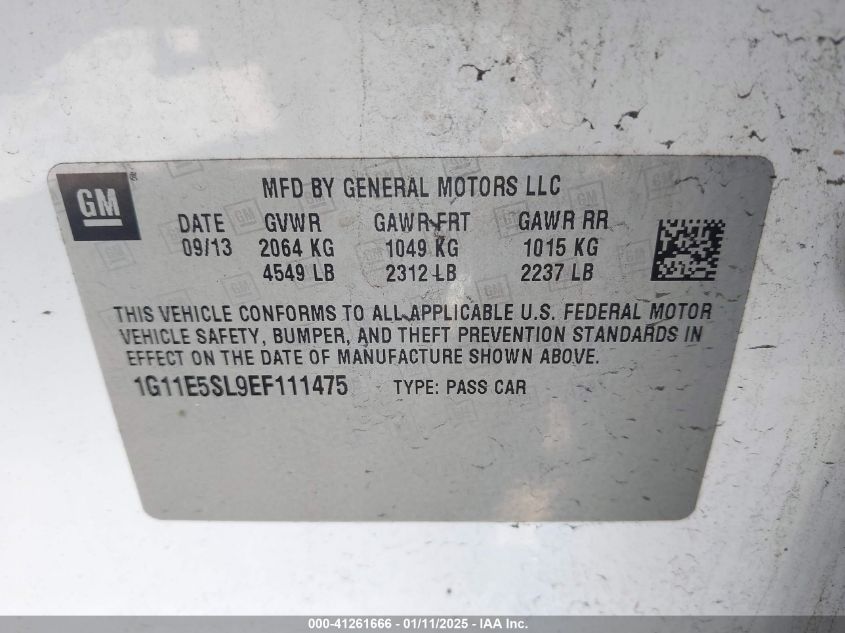 GM
MFD BY GENERAL MOTORS LLC
DATE GVWR GAWR FRT GAWR RR
09/13 2064 KG 1049 KG 1015 KG
4549 LB 2312 LB 2237 LB
THIS VEHICLE CONFORMS TO ALL APPLICABLE U.S. FEDERAL MOTOR
VEHICLE SAFETY, BUMPER, AND THEFT PREVENTION STANDARDS IN
EFFECT ON THE DATE OF MANUFACTURE SHOWN ABOVE.
1G11E5SL9EF111475 TYPE: PASS CAR
000-41261666 - 01/11/2025 - IAA Inc.